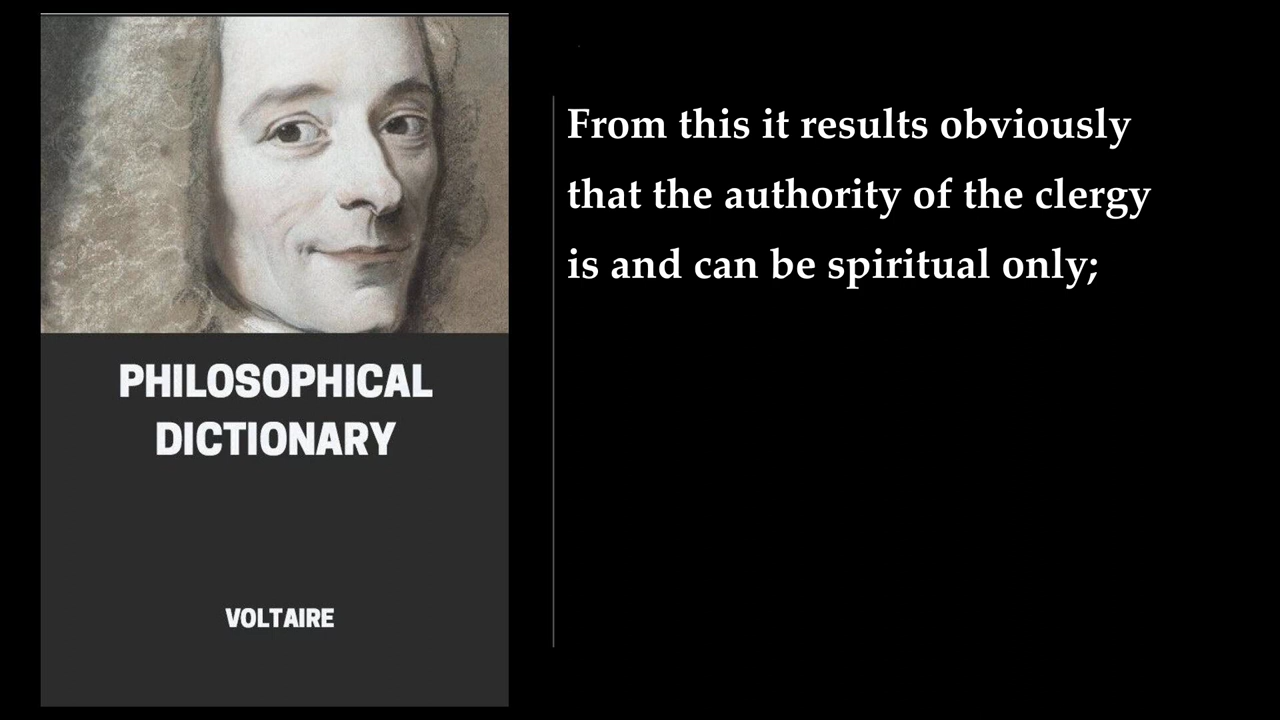 PHILOSOPHICAL
DICTIONARY
VOLTAIRE
From this it results obviously
that the authority of the clergy
is and can be spiritual only;